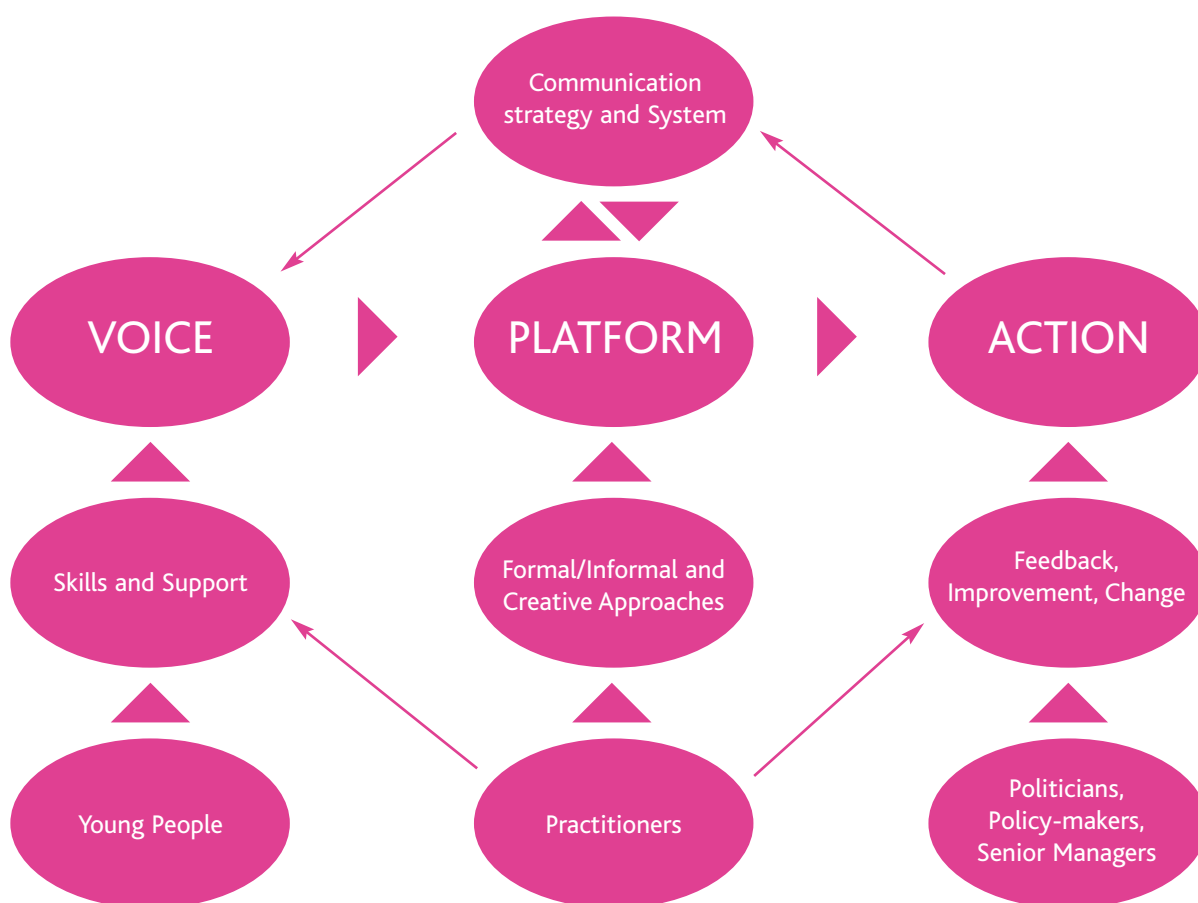 Communication
strategy and System
VOICE
PLATFORM
ACTION
Skills and Support
Formal/Informal and
Creative Approaches
Feedback,
Improvement, Change
Young People
Practitioners
Politicians,
Policy-makers,
Senior Managers